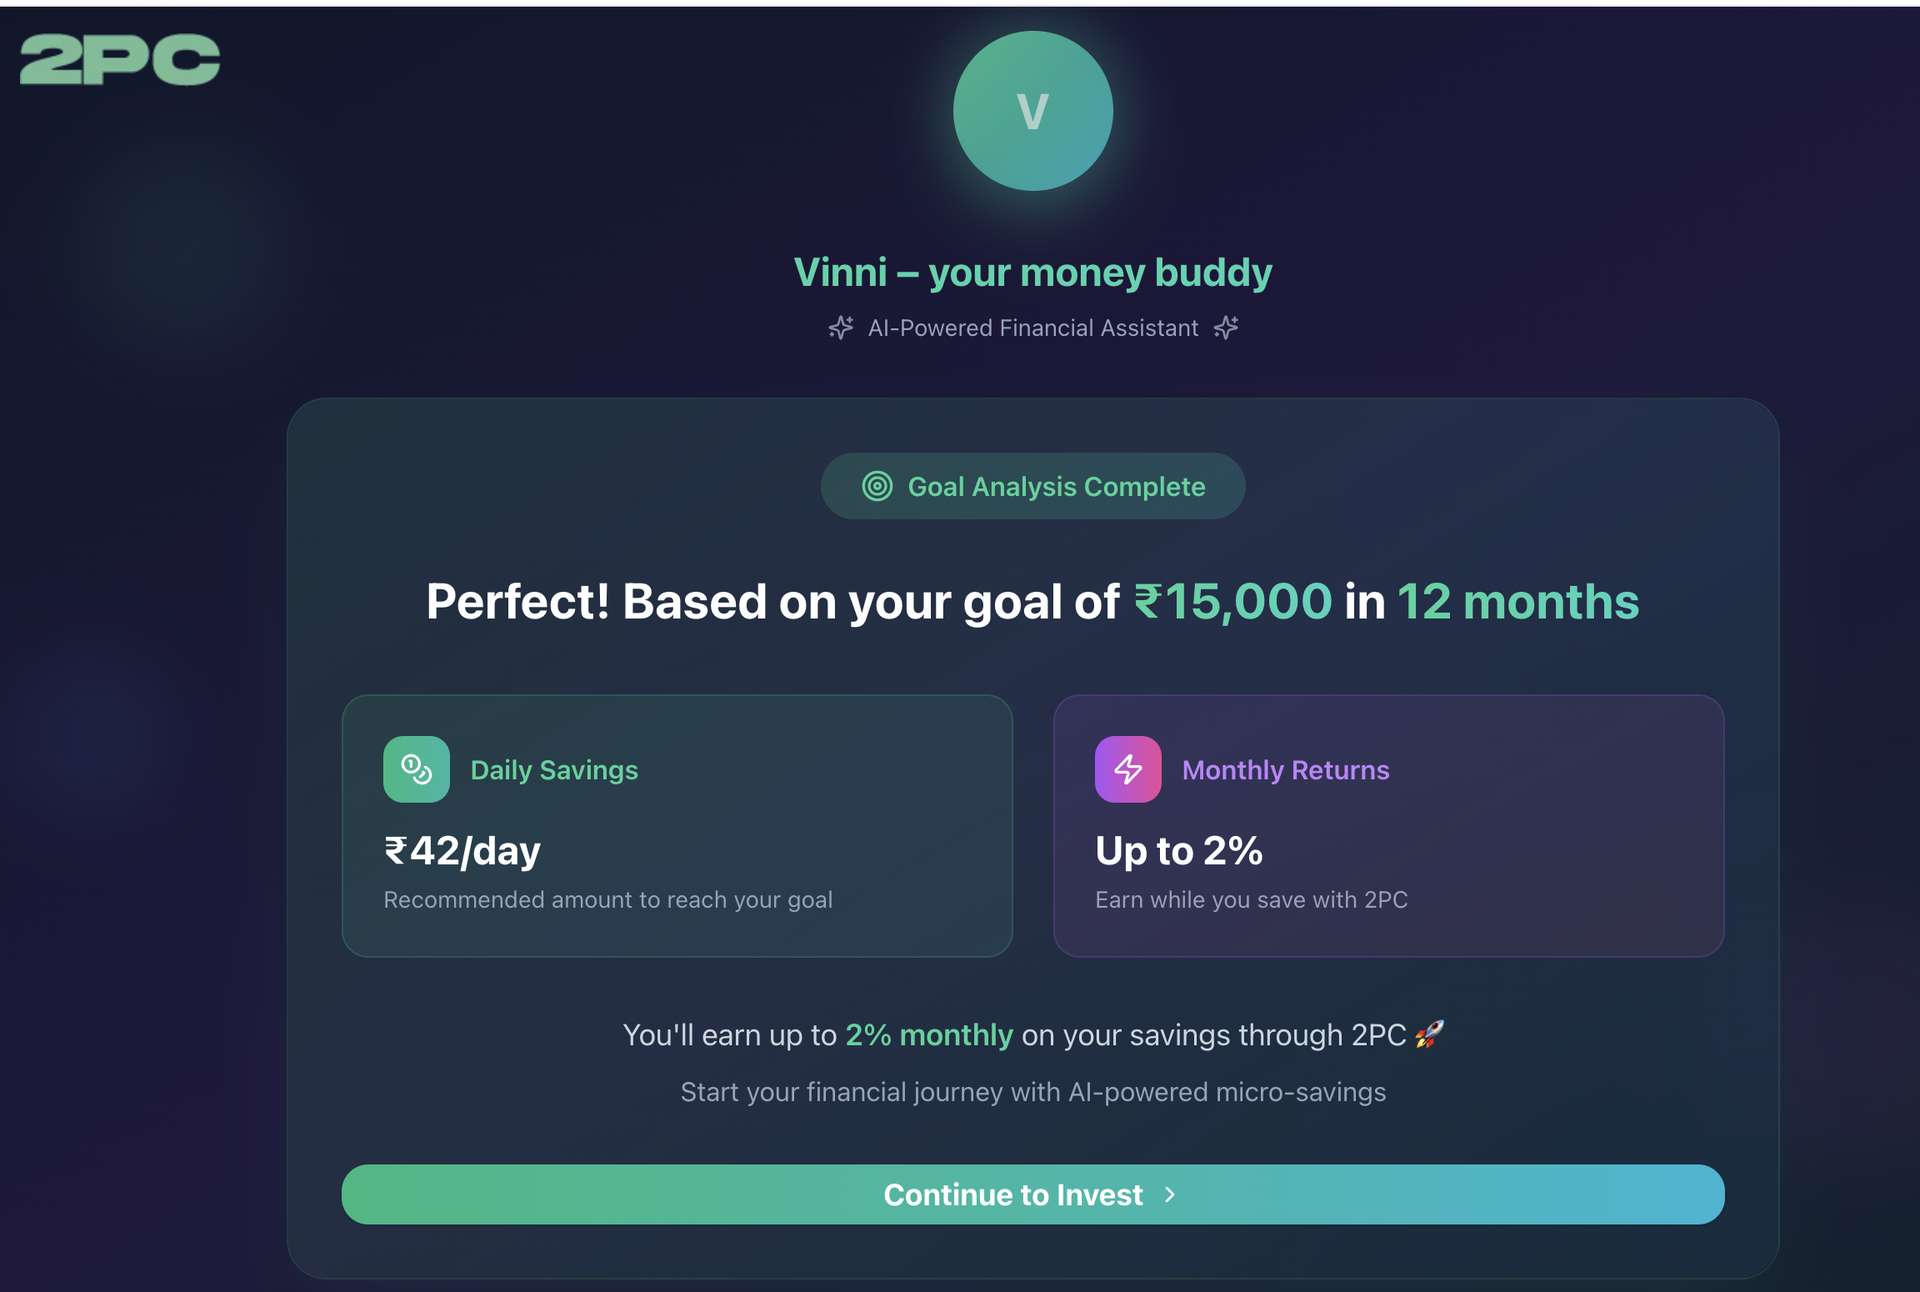 2PC
V
Vinni – your money buddy
AI-Powered Financial Assistant
Goal Analysis Complete
Perfect! Based on your goal of ₹15,000 in 12 months
Daily Savings
₹42/day
Recommended amount to reach your goal
Monthly Returns
Up to 2%
Earn while you save with 2PC
You'll earn up to 2% monthly on your savings through 2PC 🚀
Start your financial journey with AI-powered micro-savings
Continue to Invest